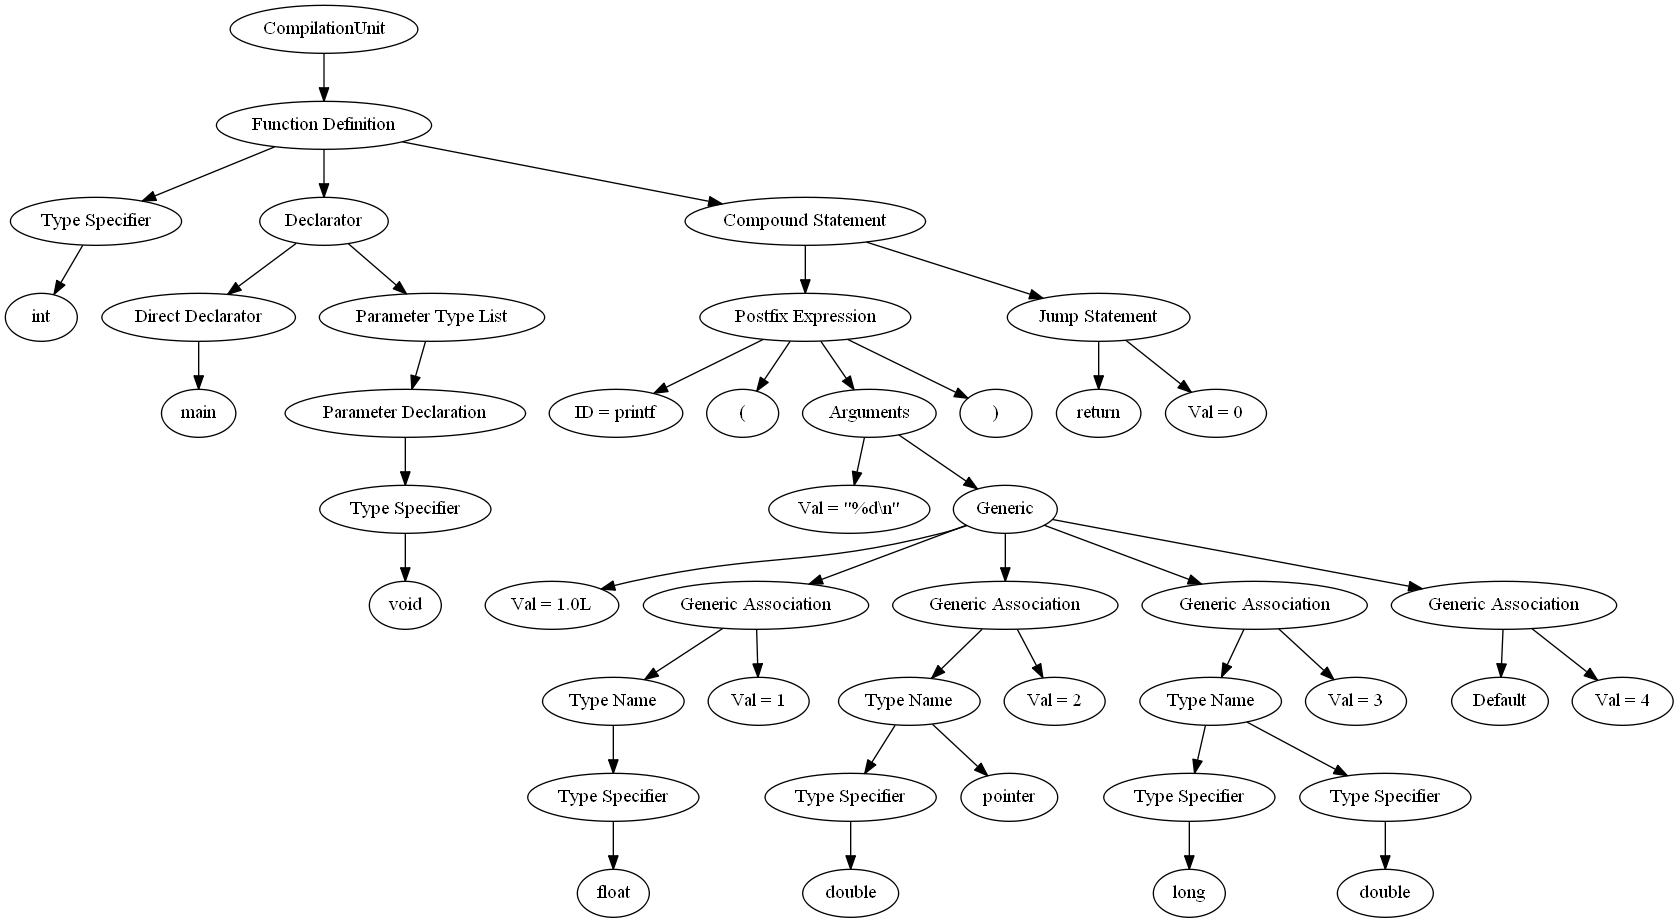 CompilationUnit
Function Definition
Type Specifier
Declarator
Compound Statement
int
Direct Declarator
Parameter Type List
Postfix Expression
Jump Statement
main
Parameter Declaration
ID = printf
(
Arguments
)
return
Val = 0
Type Specifier
Val = "%d\n"
Generic
void
Val = 1.0L
Generic Association
Generic Association
Generic Association
Generic Association
Type Name
Val = 1
Type Name
Val = 2
Type Name
Val = 3
Default
Val = 4
Type Specifier
Type Specifier
pointer
Type Specifier
Type Specifier
float
double
long
double